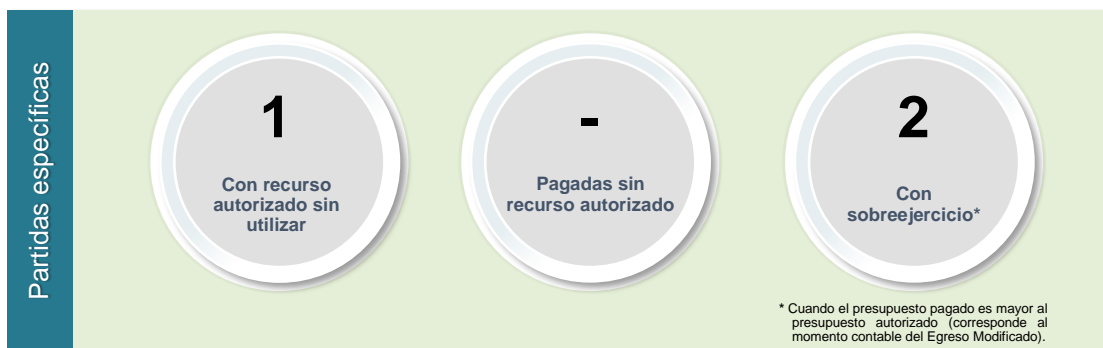 Partidas específicas
1
Con recurso
autorizado sin
utilizar
-
Pagadas sin
recurso autorizado
2
Con
sobreejercicio*
* Cuando el presupuesto pagado es mayor al
presupuesto autorizado (corresponde al
momento contable del Egreso Modificado).